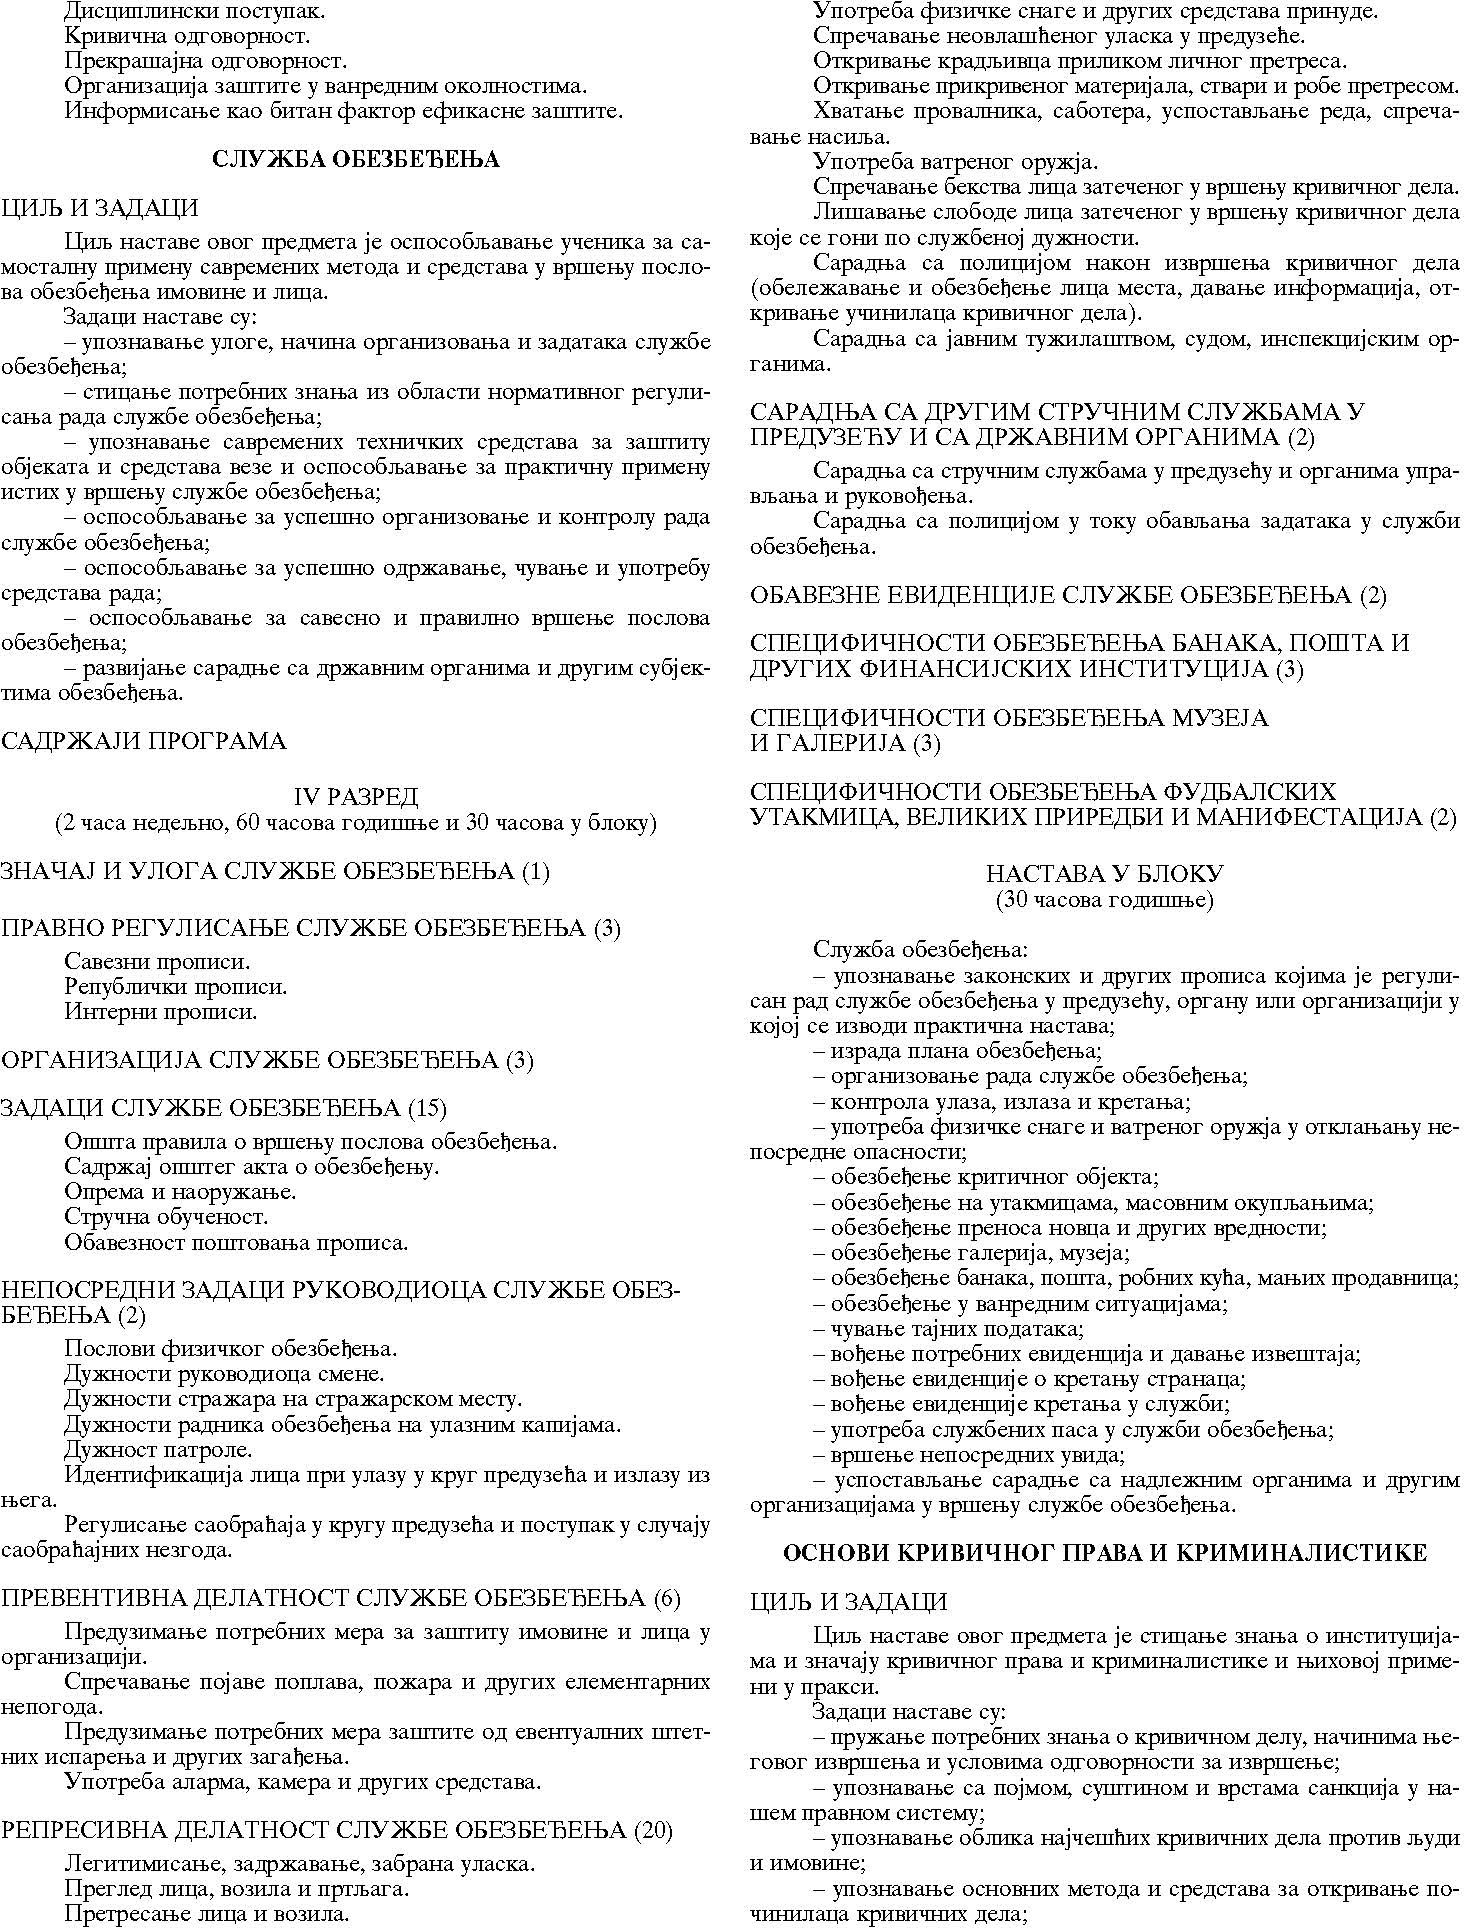 Дисциплински поступак.
Кривична одговорност.
Прекрашајна одговорност.
Организација заштите у ванредним околностима.
Информисање као битан фактор ефикасне заштите.
СЛУЖБА ОБЕЗБЕЂЕЊА
ЦИЉ И ЗАДАЦИ
Циљ наставе овог предмета је оспособљавање ученика за са-
мосталну примену савремених метода и средстава у вршењу посло-
ва обезбеђења имовине и лица.
Задаци наставе су:
– упознавање улоге, начина организовања и задатака службе
обезбеђења;
– стицање потребних знања из области нормативног регули-
сања рада службе обезбеђења;
– упознавање савремених техничких средстава за заштиту
објеката и средстава везе и оспособљавање за практичну примену
истих у вршењу службе обезбеђења;
– оспособљавање за успешно организовање и контролу рада
службе обезбеђења;
– оспособљавање за успешно одржавање, чување и употребу
средстава рада;
– оспособљавање за савесно и правилно вршење послова
обезбеђења;
– развијање сарадње са државним органима и другим субјек-
тима обезбеђења.
САДРЖАЈИ ПРОГРАМА
IV РАЗРЕД
(2 часа недељно, 60 часова годишње и 30 часова у блоку)
ЗНАЧАЈ И УЛОГА СЛУЖБЕ ОБЕЗБЕЂЕЊА (1)
ПРАВНО РЕГУЛИСАЊЕ СЛУЖБЕ ОБЕЗБЕЂЕЊА (3)
Савезни прописи.
Републички прописи.
Интерни прописи.
ОРГАНИЗАЦИЈА СЛУЖБЕ ОБЕЗБЕЂЕЊА (3)
ЗАДАЦИ СЛУЖБЕ ОБЕЗБЕЂЕЊА (15)
Општа правила о вршењу послова обезбеђења.
Садржај општег акта о обезбеђењу.
Опрема и наоружање.
Стручна обученост.
Обавезност поштовања прописа.
НЕПОСРЕДНИ ЗАДАЦИ РУКОВОДИОЦА СЛУЖБЕ ОБЕЗ-
БЕЂЕЊА (2)
Послови физичког обезбеђења.
Дужности руководиоца смене.
Дужности стражара на стражарском месту.
Дужности радника обезбеђења на улазним капијама.
Дужност патроле.
Идентификација лица при улазу у круг предузећа и излазу из
њега.
Регулисање саобраћаја у кругу предузећа и поступак у случају
саобраћајних незгода.
ПРЕВЕНТИВНА ДЕЛАТНОСТ СЛУЖБЕ ОБЕЗБЕЂЕЊА (6)
Предузимање потребних мера за заштиту имовине и лица у
организацији.
Спречавање појаве поплава, пожара и других елементарних
непогода.
Предузимање потребних мера заштите од евентуалних штет-
них испарења и других загађења.
Употреба аларма, камера и других средстава.
РЕПРЕСИВНА ДЕЛАТНОСТ СЛУЖБЕ ОБЕЗБЕЂЕЊА (20)
Легитимисање, задржавање, забрана уласка.
Преглед лица, возила и пртљага.
Претресање лица и возила.
Употреба физичке снаге и других средстава принуде.
Спречавање неовлашћеног уласка у предузеће.
Откривање крадљивца приликом личног претреса.
Откривање прикривеног материјала, ствари и робе претресом.
Хватање провалника, саботера, успостављање реда, спреча-
вање насиља.
Употреба ватреног оружја.
Спречавање бекства лица затеченог у вршењу кривичног дела.
Лишавање слободе лица затеченог у вршењу кривичног дела
које се гони по службеној дужности.
Сарадња са полицијом након извршења кривичног дела
(обележавање и обезбеђење лица места, давање информација, от-
кривање учинилаца кривичног дела).
Сарадња са јавним тужилаштвом, судом, инспекцијским ор-
ганима.
САРАДЊА СА ДРУГИМ СТРУЧНИМ СЛУЖБАМА У
ПРЕДУЗЕЋУ И СА ДРЖАВНИМ ОРГАНИМА (2)
Сарадња са стручним службама у предузећу и органима упра-
вљања и руковођења.
Сарадња са полицијом у току обављања задатака у служби
обезбеђења.
ОБАВЕЗНЕ ЕВИДЕНЦИЈЕ СЛУЖБЕ ОБЕЗБЕЂЕЊА (2)
СПЕЦИФИЧНОСТИ ОБЕЗБЕЂЕЊА БАНАКА, ПОШТА И
ДРУГИХ ФИНАНСИЈСКИХ ИНСТИТУЦИЈА (3)
СПЕЦИФИЧНОСТИ ОБЕЗБЕЂЕЊА МУЗЕЈА
И ГАЛЕРИЈА (3)
СПЕЦИФИЧНОСТИ ОБЕЗБЕЂЕЊА ФУДБАЛСКИХ
УТАКМИЦА, ВЕЛИКИХ ПРИРЕДБИ И МАНИФЕСТАЦИЈА (2)
НАСТАВА У БЛОКУ
(30 часова годишње)
Служба обезбеђења:
– упознавање законских и других прописа којима је регули-
сан рад службе обезбеђења у предузећу, органу или организацији у
којој се изводи практична настава;
– израда плана обезбеђења;
– организовање рада службе обезбеђења;
– контрола улаза, излаза и кретања;
– употреба физичке снаге и ватреног оружја у отклањању не-
посредне опасности;
– обезбеђење критичног објекта;
– обезбеђење на утакмицама, масовним окупљањима;
– обезбеђење преноса новца и других вредности;
– обезбеђење галерија, музеја;
– обезбеђење банака, пошта, робних кућа, мањих продавница;
– обезбеђење у ванредним ситуацијама;
– чување тајних података;
– вођење потребних евиденција и давање извештаја;
– вођење евиденције о кретању странаца;
– вођење евиденције кретања у служби;
– употреба службених паса у служби обезбеђења;
– вршење непосредних увида;
– успостављање сарадње са надлежним органима и другим
организацијама у вршењу службе обезбеђења.
ОСНОВИ КРИВИЧНОГ ПРАВА И КРИМИНАЛИСТИКЕ
ЦИЉ И ЗАДАЦИ
Циљ наставе овог предмета је стицање знања о институција-
ма и значају кривичног права и криминалистике и њиховој приме-
ни у пракси.
Задаци наставе су:
– пружање потребних знања о кривичном делу, начинима ње-
говог извршења и условима одговорности за извршење;
– упознавање са појмом, суштином и врстама санкција у на-
шем правном систему;
– упознавање облика најчешћих кривичних дела против људи
и имовине;
– упознавање основних метода и средстава за откривање по-
чинилаца кривичних дела;